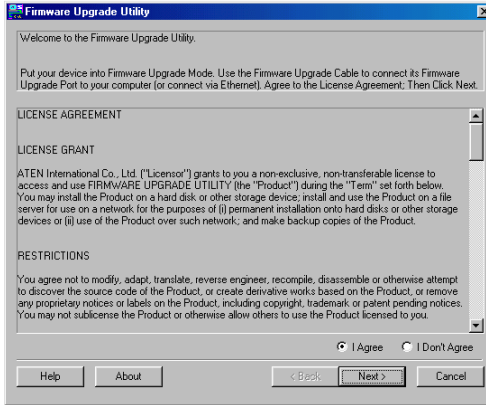 Firmware Upgrade Utility
Welcome to the Firmware Upgrade Utility.
Put your device into Firmware Upgrade Mode. Use the Firmware Upgrade Cable to connect its Firmware
Upgrade Port to your computer (or connect via Ethernet). Agree to the License Agreement; Then Click Next.
LICENSE AGREEMENT
LICENSE GRANT
ATEN International Co., Ltd. ("Licensor") grants to you a non-exclusive, non-transferable license to
access and use FIRMWARE UPGRADE UTILITY (the "Product") during the "Term" set forth below.
You may install the Product on a hard disk or other storage device; install and use the Product on a file
server for use on a network for the purposes of (i) permanent installation onto hard disks or other storage
devices or (ii) use of the Product over such network; and make backup copies of the Product.
RESTRICTIONS
You agree not to modify, adapt, translate, reverse engineer, recompile, disassemble or otherwise attempt
to discover the source code of the Product, or create derivative works based on the Product, or remove
any proprietary notices or labels on the Product, including copyright, trademark or patent pending notices.
You may not sublicense the Product or otherwise allow others to use the Product licensed to you.
I Agree I Don't Agree
Help About < Back Next > Cancel